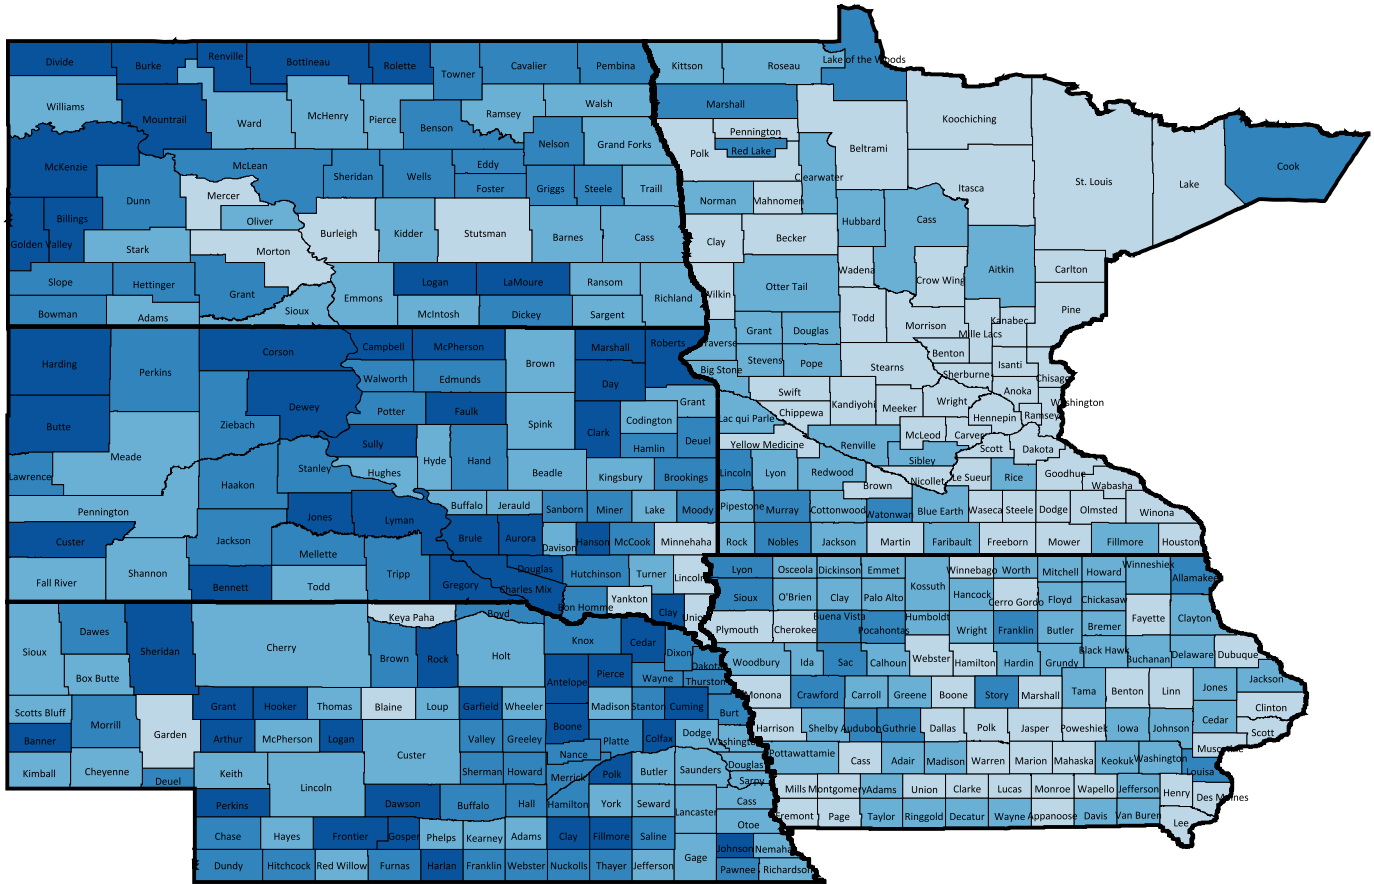 Divide
Burke
Renville
Bottineau
Rolette
Towner
Cavalier
Pembina
Williams
Mountrail
Ward
McHenry
Pierce
Benson
Ramsey
Walsh
Nelson
Grand Forks
McKenzie
McLean
Sheridan
Wells
Eddy
Foster
Griggs
Steele
Traill
Dunn
Mercer
Oliver
Billings
Golden Valley
Stark
Morton
Burleigh
Kidder
Stutsman
Barnes
Cass
Slope
Hettinger
Grant
Sioux
Emmons
Logan
LaMoure
Ransom
Richland
Bowman
Adams
McIntosh
Dickey
Sargent
Kittson
Roseau
Lake of the Woods
Marshall
Koochiching
Pennington
Polk
Red Lake
Beltrami
Clearwater
Itasca
St. Louis
Lake
Cook
Norman
Mahnomen
Hubbard
Cass
Clay
Becker
Wadena
Crow Wing
Aitkin
Carlton
Wilkin
Otter Tail
Todd
Morrison
Mille Lacs
Kanabec
Pine
Grant
Douglas
Traverse
Stevens
Pope
Stearns
Benton
Sherburne
Isanti
Chisago
Big Stone
Swift
Kandiyohi
Meeker
Wright
Anoka
Hennepin
Ramsey
Washington
Lac qui Parle
Chippewa
McLeod
Carver
Scott
Dakota
Yellow Medicine
Renville
Sibley
Lincoln
Lyon
Redwood
Brown
Nicollet
Le Sueur
Rice
Goodhue
Wabasha
Pipestone
Murray
Cottonwood
Watonwan
Blue Earth
Waseca
Steele
Dodge
Olmsted
Winona
Rock
Nobles
Jackson
Martin
Faribault
Freeborn
Mower
Fillmore
Houston
Harding
Perkins
Corson
Campbell
McPherson
Brown
Marshall
Roberts
Walworth
Edmunds
Day
Butte
Ziebach
Dewey
Potter
Faulk
Spink
Clark
Codington
Grant
Deuel
Hamlin
Meade
Lawrence
Sully
Stanley
Hughes
Hyde
Hand
Beadle
Kingsbury
Brookings
Haakon
Pennington
Jones
Lyman
Buffalo
Jerauld
Sanborn
Miner
Lake
Moody
Custer
Jackson
Mellette
Brule
Aurora
Davison
Hanson
McCook
Minnehaha
Fall River
Shannon
Bennett
Todd
Tripp
Gregory
Douglas
Charles Mix
Hutchinson
Turner
Lincoln
Bon Homme
Yankton
Clay
Union
Sioux
Dawes
Sheridan
Cherry
Keya Paha
Boyd
Knox
Cedar
Dixon
Dakota
Box Butte
Brown
Rock
Holt
Antelope
Pierce
Wayne
Thurston
Scotts Bluff
Morrill
Garden
Grant
Hooker
Thomas
Blaine
Loup
Garfield
Wheeler
Boone
Madison
Stanton
Cuming
Burt
Banner
Arthur
McPherson
Logan
Custer
Valley
Greeley
Nance
Platte
Colfax
Dodge
Washington
Kimball
Cheyenne
Deuel
Keith
Lincoln
Sherman
Howard
Merrick
Polk
Butler
Saunders
Douglas
Sarpy
Perkins
Dawson
Buffalo
Hall
Hamilton
York
Seward
Lancaster
Cass
Otoe
Chase
Hayes
Frontier
Gosper
Phelps
Kearney
Adams
Clay
Fillmore
Saline
Gage
Johnson
Nemaha
Dundy
Hitchcock
Red Willow
Furnas
Harlan
Franklin
Webster
Nuckolls
Thayer
Jefferson
Pawnee
Richardson
Lyon
Osceola
Dickinson
Emmet
Kossuth
Winnebago
Worth
Mitchell
Howard
Winneshiek
Allamakee
Sioux
O'Brien
Clay
Palo Alto
Hancock
Cerro Gordo
Floyd
Chickasaw
Plymouth
Cherokee
Buena Vista
Pocahontas
Humboldt
Wright
Franklin
Butler
Bremer
Fayette
Clayton
Woodbury
Ida
Sac
Calhoun
Webster
Hamilton
Hardin
Grundy
Black Hawk
Buchanan
Delaware
Dubuque
Monona
Crawford
Carroll
Greene
Boone
Story
Marshall
Tama
Benton
Linn
Jones
Jackson
Clinton
Harrison
Shelby
Audubon
Guthrie
Dallas
Polk
Jasper
Poweshiek
Iowa
Johnson
Cedar
Scott
Muscatine
Pottawattamie
Cass
Adair
Madison
Warren
Marion
Mahaska
Keokuk
Washington
Louisa
Mills
Montgomery
Adams
Union
Clarke
Lucas
Monroe
Wapello
Jefferson
Henry
Des Moines
Fremont
Page
Taylor
Ringgold
Decatur
Wayne
Appanoose
Davis
Van Buren
Lee